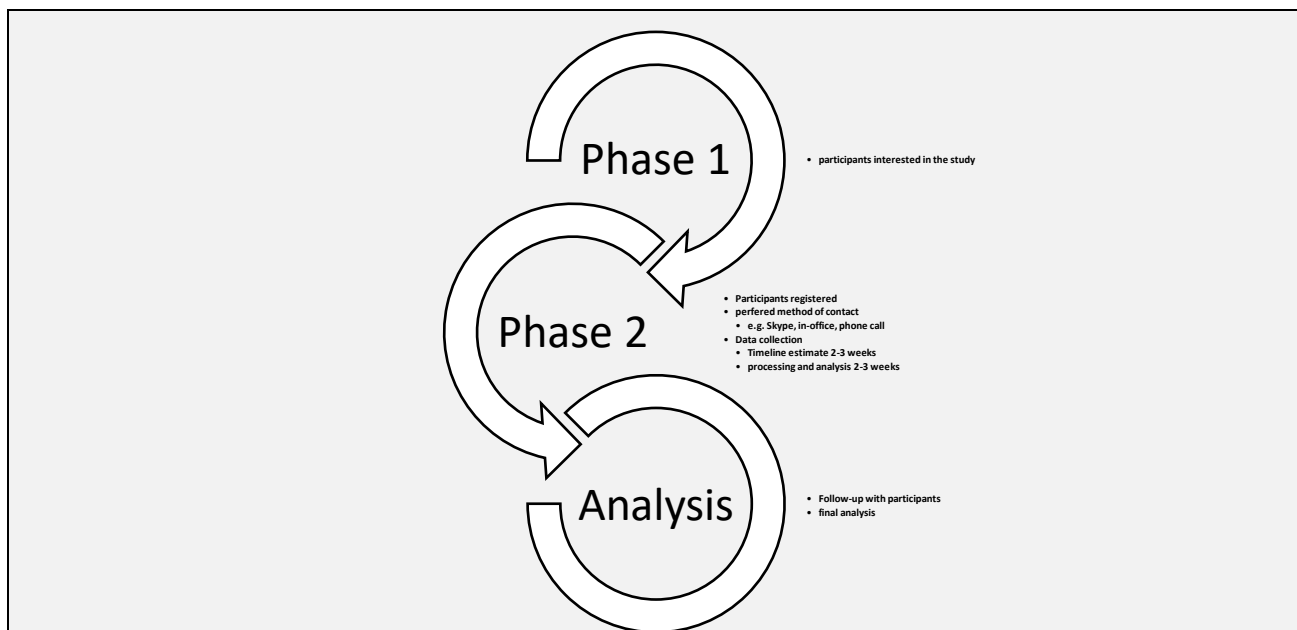 Phase 1
• participants interested in the study
Phase 2
• Participants registered
• perfered method of contact
• e.g. Skype, in-office, phone call
• Data collection
• Timeline estimate 2-3 weeks
• processing and analysis 2-3 weeks
Analysis
• Follow-up with participants
• final analysis